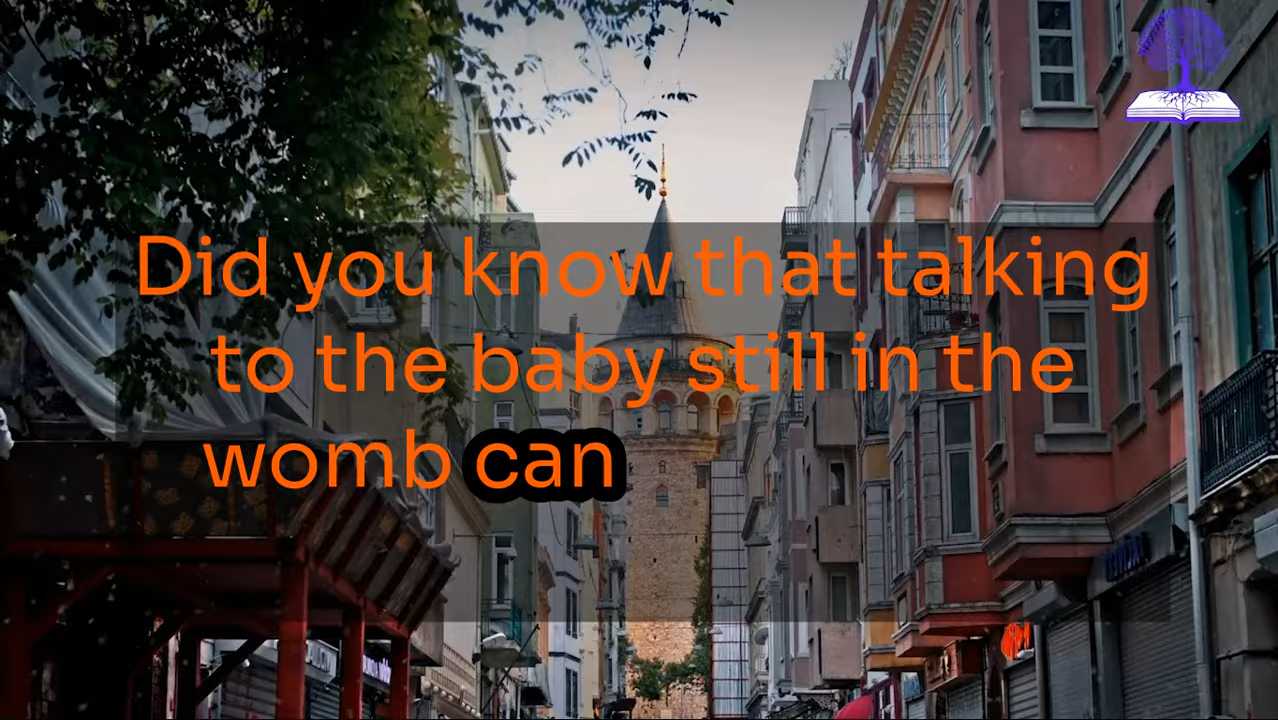 Did you know that talking
to the baby still in the
womb can